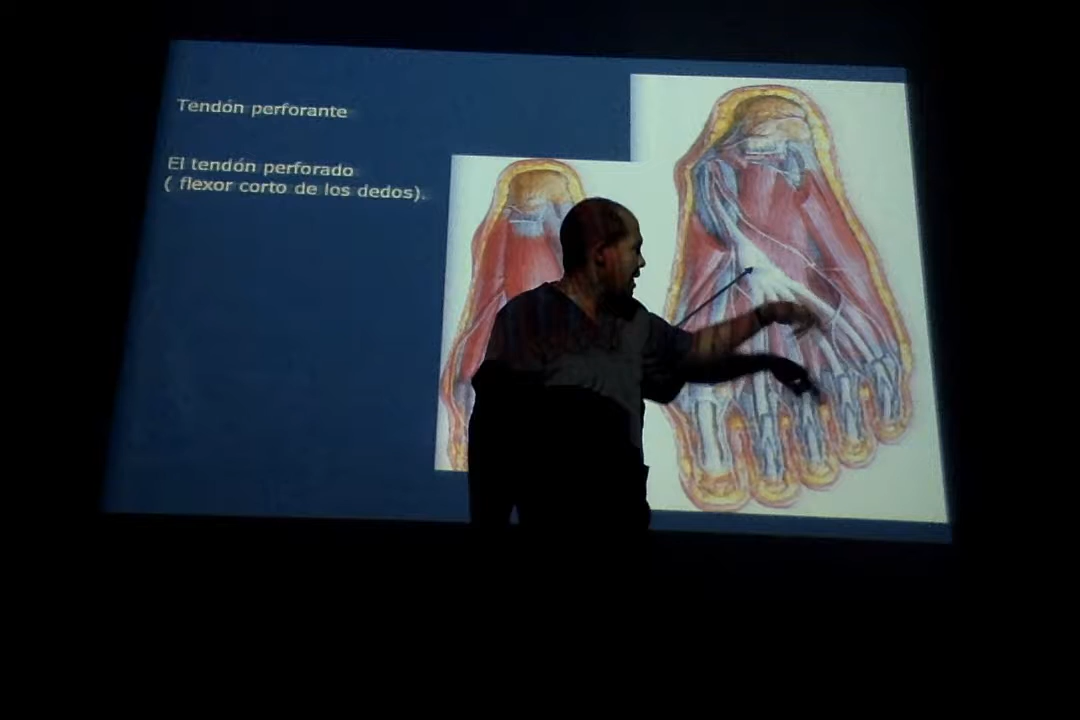 Tendón perforante
El tendón perforado
( flexor corto de los dedos).